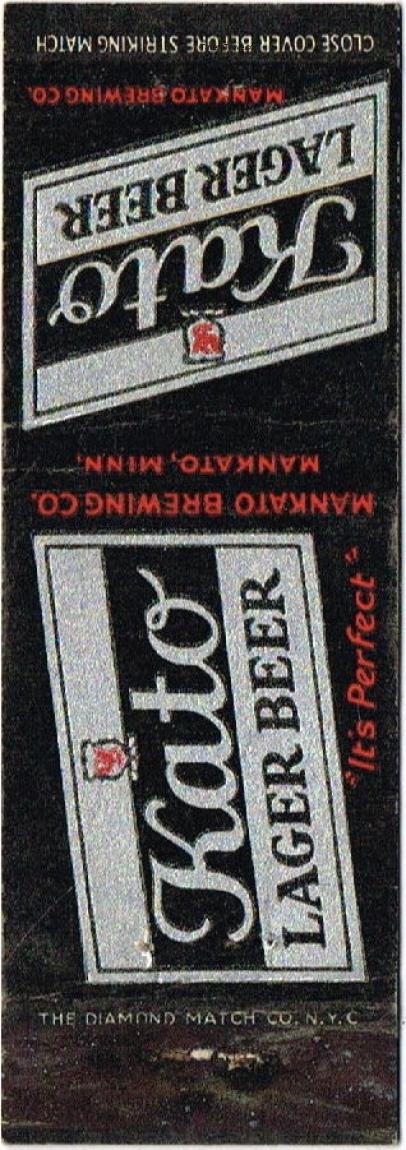 CLOSE COVER BEFORE STRIKING MATCH
MANKATO BREWING CO.
Kato
LAGER BEER
MANKATO BREWING CO.
MANKATO, MINN.
Kato
LAGER BEER
"It's Perfect"
THE DIAMOND MATCH CO. N.Y.C